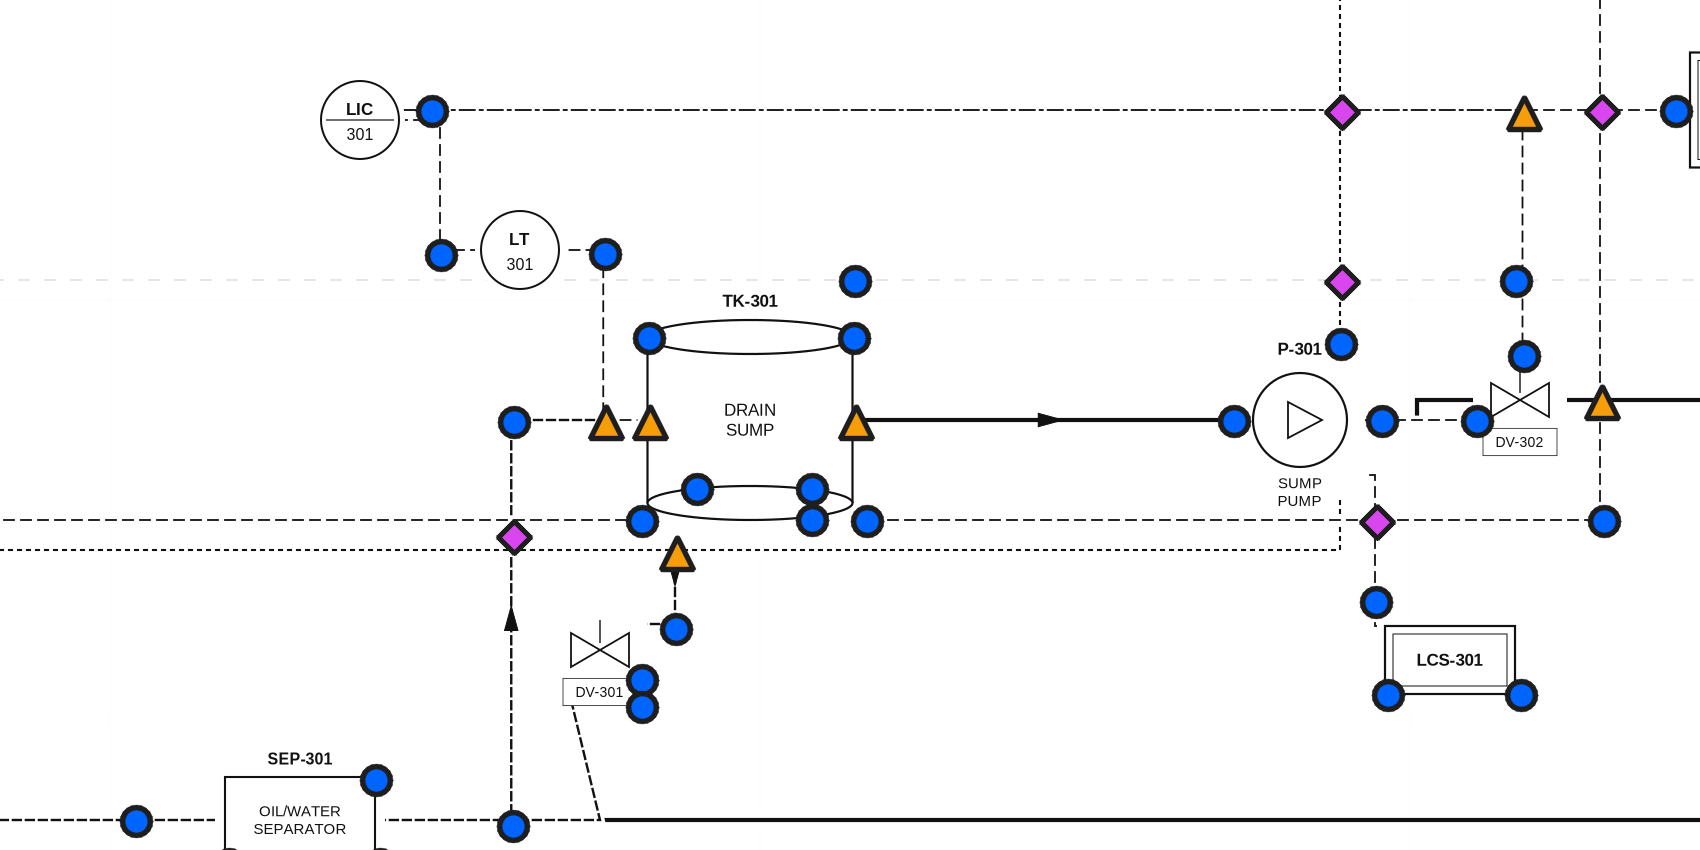 LIC
301
LT
301
TK-301
DRAIN
SUMP
P-301
SUMP
PUMP
DV-302
LCS-301
DV-301
SEP-301
OIL/WATER
SEPARATOR